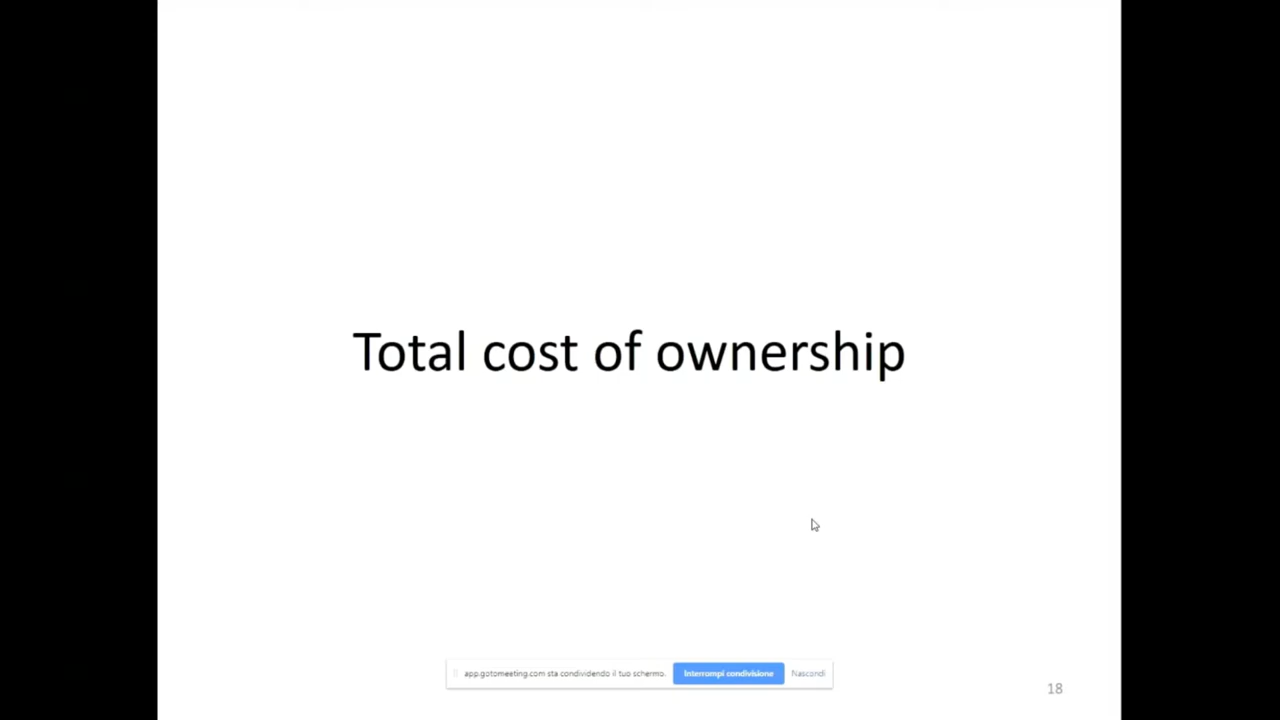 Total cost of ownership
app.gotomeeting.com sta condividendo il tuo schermo.
Interrompi condivisione
Nascondi
18